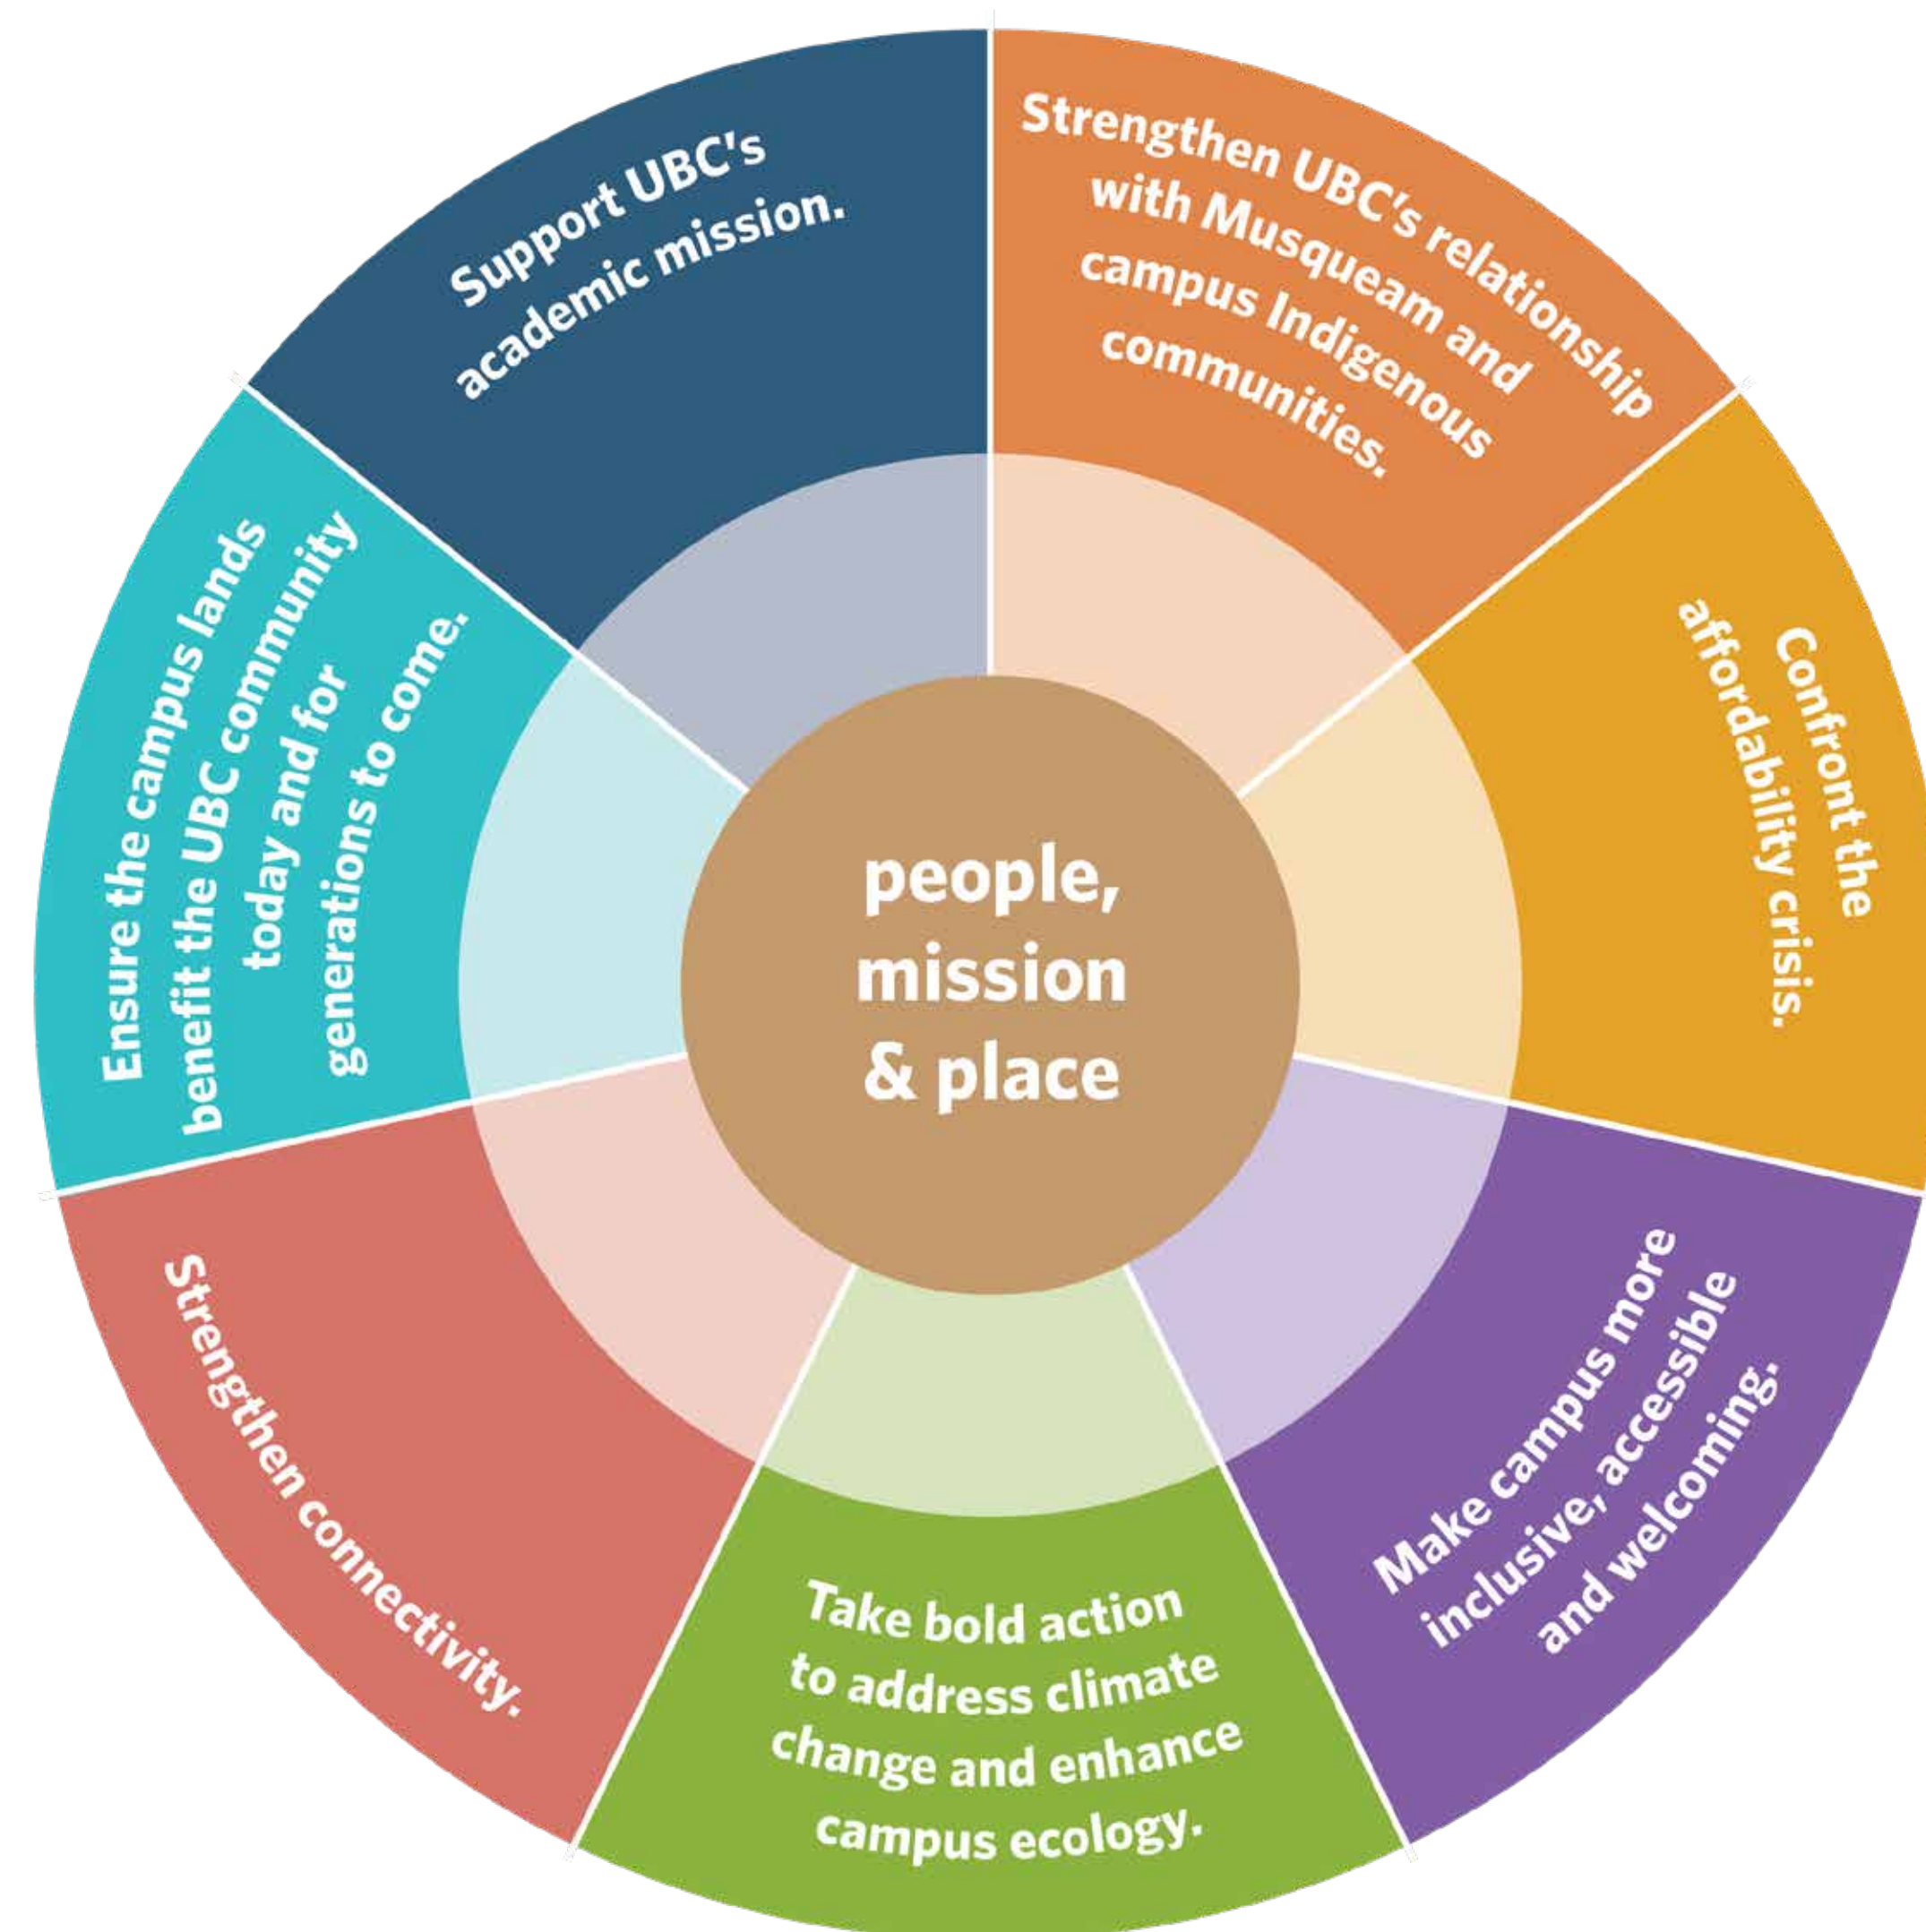 Support UBC's
academic mission.
Strengthen UBC's relationship
with Musqueam and
campus Indigenous
communities.
Confront the
affordability crisis.
Make campus more
inclusive, accessible
and welcoming.
Take bold action
to address climate
change and enhance
campus ecology.
Strengthen connectivity.
Ensure the campus lands
benefit the UBC community
today and for
generations to come.
people,
mission
& place